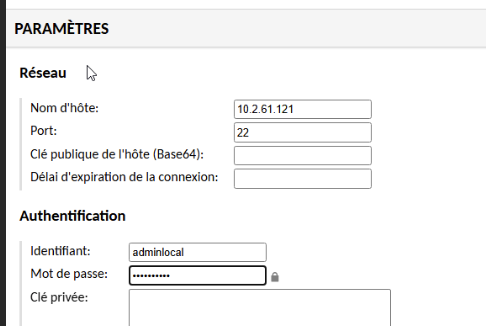 PARAMÈTRES
Réseau
Nom d'hôte: 10.2.61.121
Port: 22
Clé publique de l'hôte (Base64):
Délai d'expiration de la connexion:
Authentification
Identifiant: adminlocal
Mot de passe: ••••••••••
Clé privée: